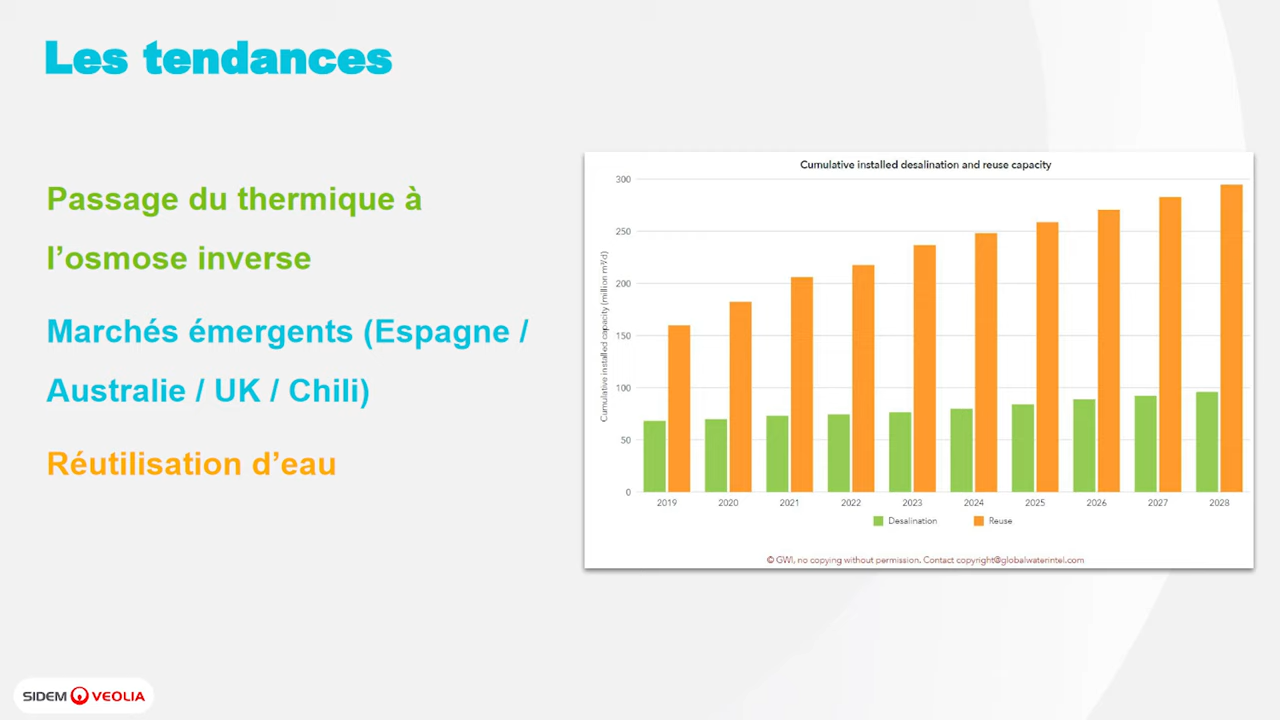 Les tendances
Passage du thermique à
l’osmose inverse
Marchés émergents (Espagne /
Australie / UK / Chili)
Réutilisation d’eau
Cumulative installed desalination and reuse capacity
Cumulative installed capacity (million m³/d)
300
250
200
150
100
50
0
2019 2020 2021 2022 2023 2024 2025 2026 2027 2028
Desalination Reuse
© GWI, no copying without permission. Contact copyright@globalwaterintel.com
SIDEM VEOLIA